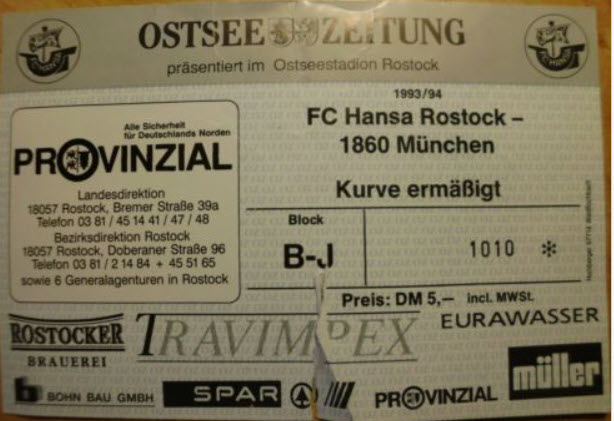 OSTSEE ZEITUNG
präsentiert im Ostseestadion Rostock
1993/94
FC Hansa Rostock –
1860 München
Kurve ermäßigt
Alle Sicherheit
für Deutschlands Norden
PROVINZIAL
Landesdirektion
18057 Rostock, Bremer Straße 39a
Telefon 03 81 / 45 14 41 / 47 / 48
Bezirksdirektion Rostock
18057 Rostock, Doberaner Straße 96
Telefon 03 81 / 2 14 84 + 45 51 65
sowie 6 Generalagenturen in Rostock
Block
B-J
1010 *
Preis: DM 5,– incl. MWSt.
ROSTOCKER
BRAUEREI
TRAVIMPEX
EURAWASSER
BOHN BAU GMBH
SPAR
PROVINZIAL
müller